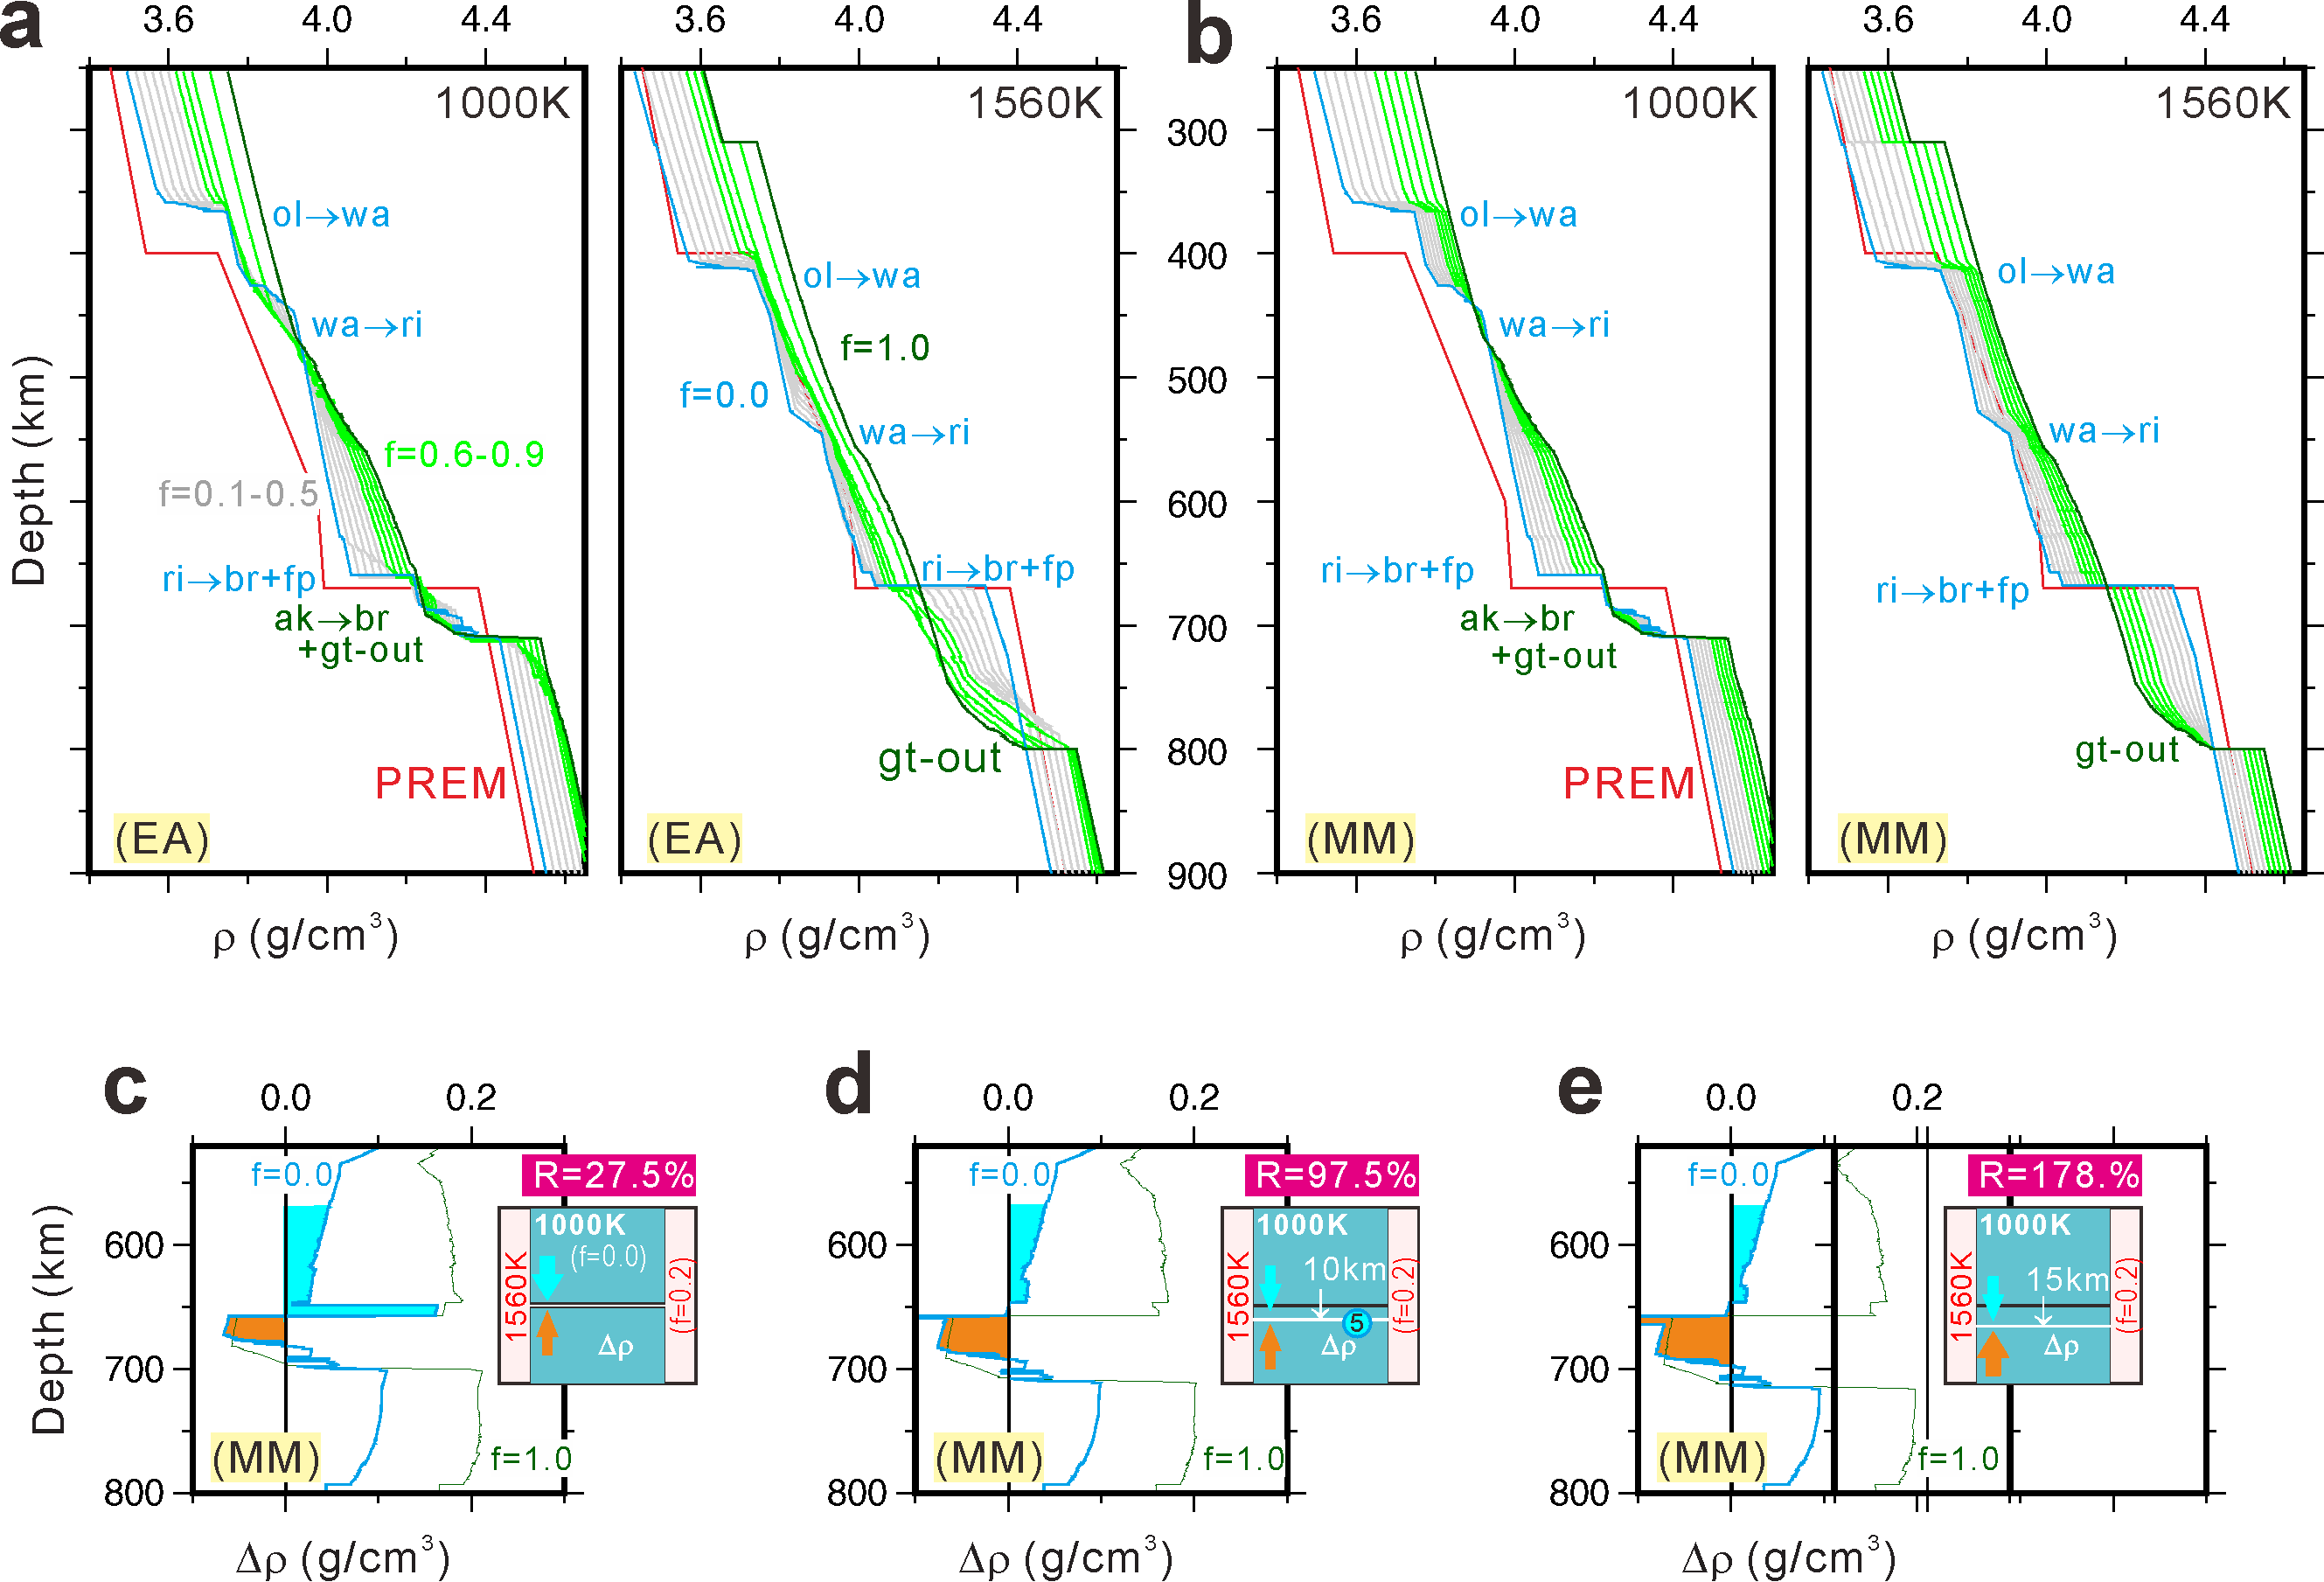 a
3.6 4.0 4.4
3.6 4.0 4.4
b
3.6 4.0 4.4
3.6 4.0 4.4
1000K
1560K
1000K
1560K
Depth (km)
300
400
500
600
700
800
900
ol→wa
wa→ri
f=0.6-0.9
f=0.1-0.5
ri→br+fp
ak→br
+gt-out
PREM
(EA)
ol→wa
f=1.0
f=0.0
wa→ri
ri→br+fp
gt-out
(EA)
ol→wa
wa→ri
ri→br+fp
ak→br
+gt-out
PREM
(MM)
ol→wa
wa→ri
ri→br+fp
gt-out
(MM)
ρ (g/cm³)
ρ (g/cm³)
ρ (g/cm³)
ρ (g/cm³)
c
0.0 0.2
Depth (km)
600
700
800
f=0.0
R=27.5%
1000K
(f=0.0)
1560K
(f=0.2)
Δρ
(MM)
f=1.0
Δρ (g/cm³)
d
0.0 0.2
600
700
800
f=0.0
R=97.5%
1000K
10km
1560K
(f=0.2)
5
Δρ
(MM)
f=1.0
Δρ (g/cm³)
e
0.0 0.2
600
700
800
f=0.0
R=178.%
1000K
15km
1560K
(f=0.2)
Δρ
(MM)
f=1.0
Δρ (g/cm³)